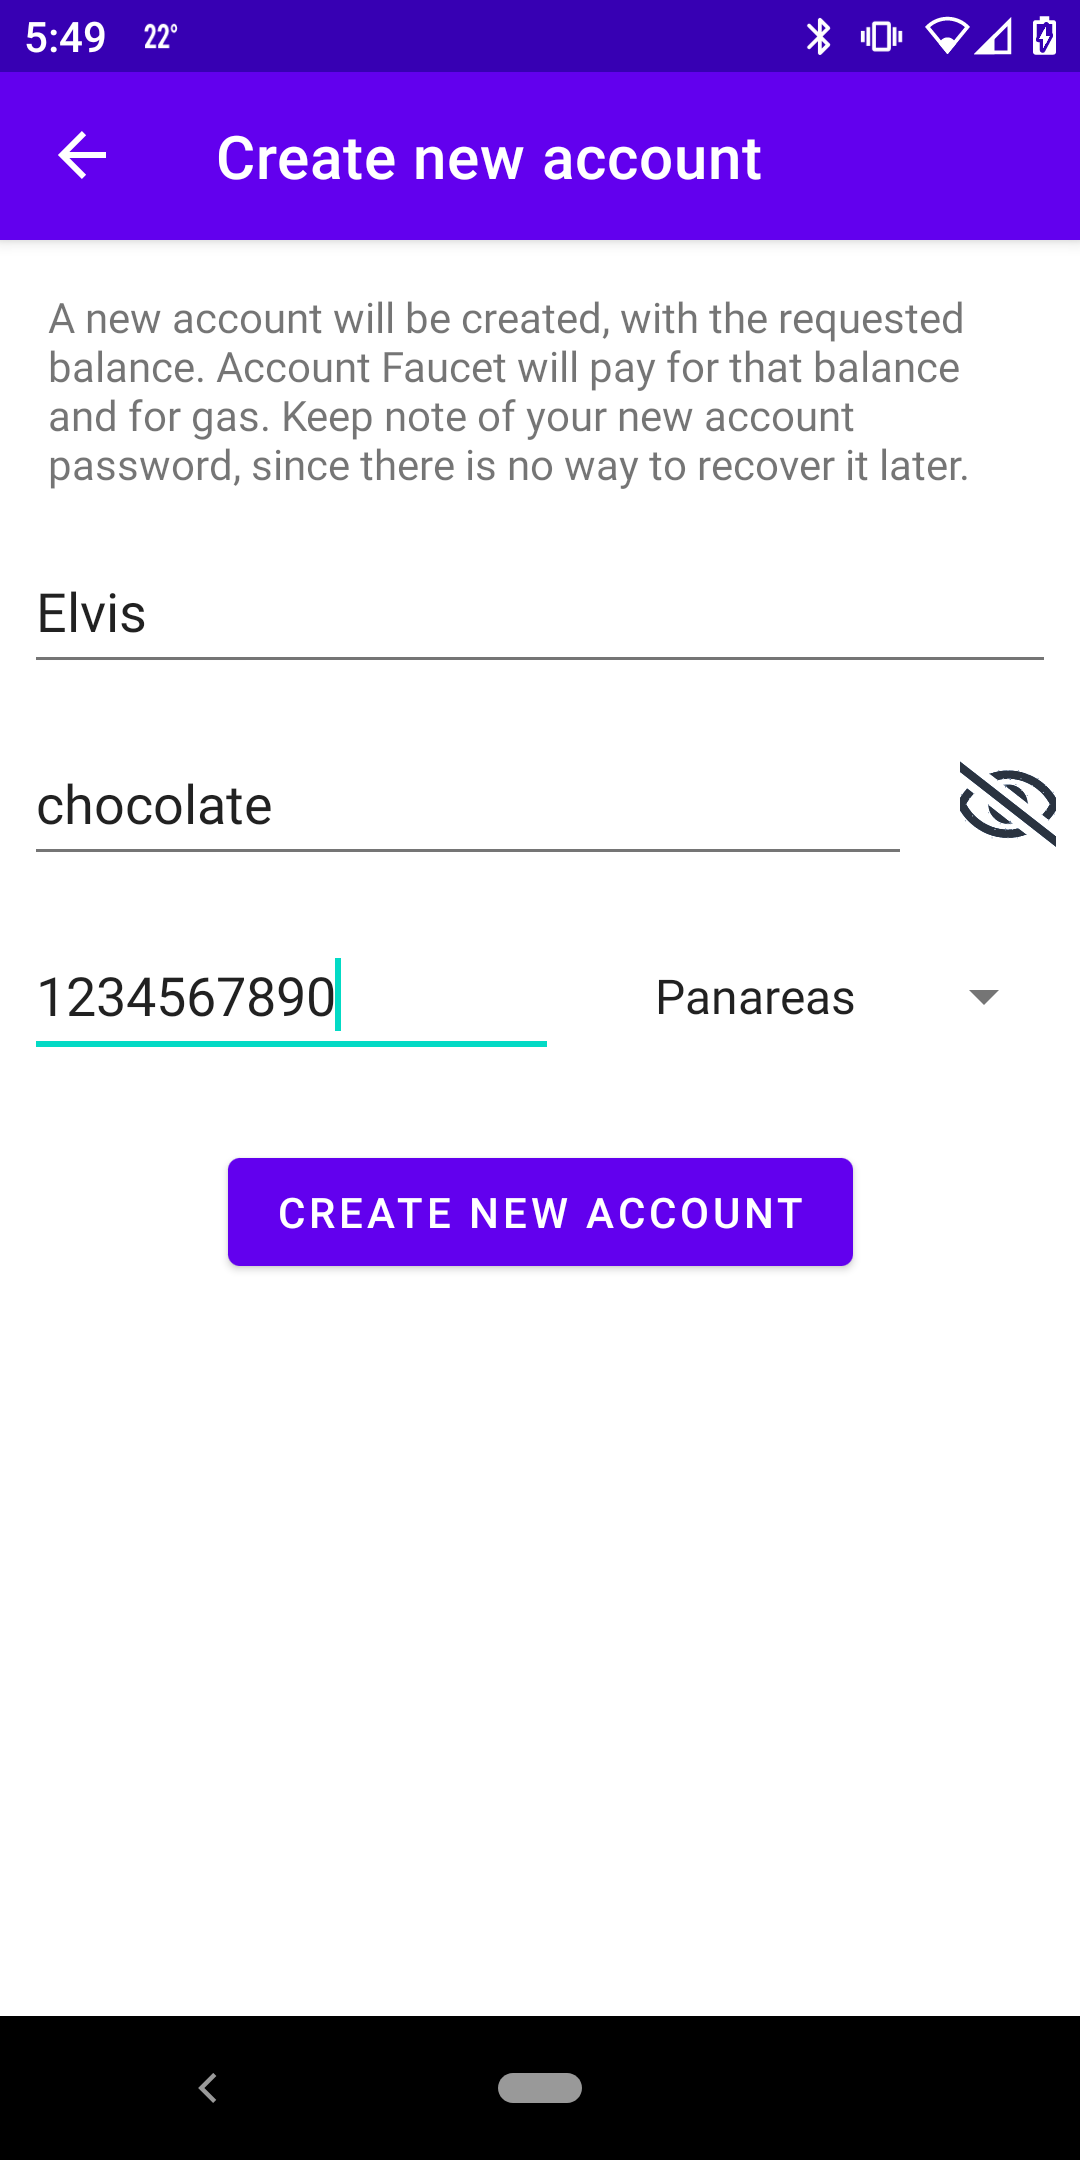 5:49 22°
Create new account
A new account will be created, with the requested
balance. Account Faucet will pay for that balance
and for gas. Keep note of your new account
password, since there is no way to recover it later.
Elvis
chocolate
1234567890 Panareas
CREATE NEW ACCOUNT